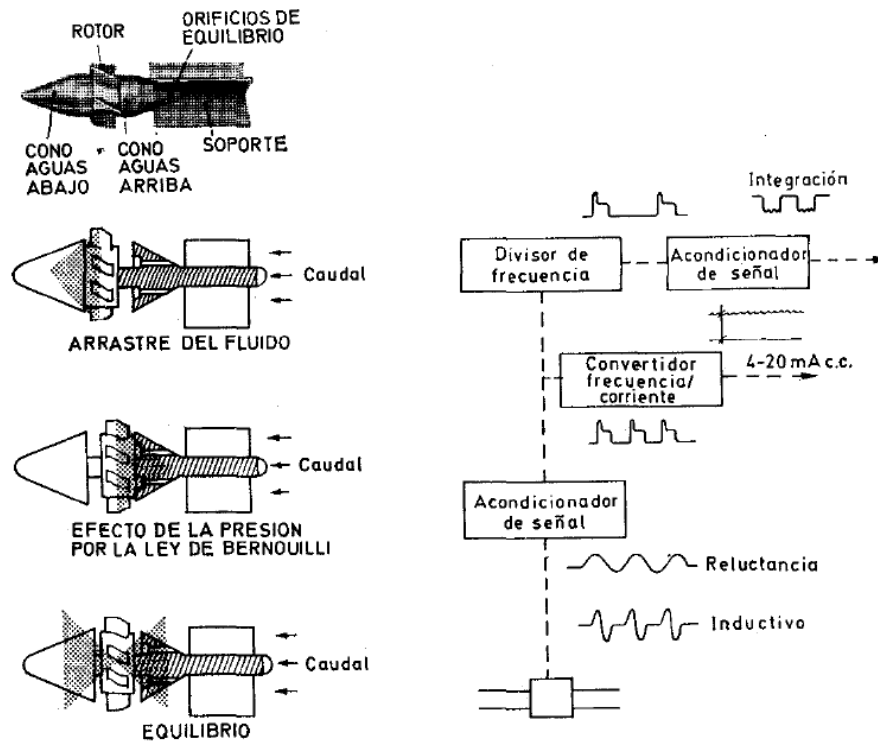 ROTOR
ORIFICIOS DE
EQUILIBRIO
CONO
AGUAS
ABAJO
CONO
AGUAS
ARRIBA
SOPORTE
Caudal
ARRASTRE DEL FLUIDO
Caudal
EFECTO DE LA PRESION
POR LA LEY DE BERNOUILLI
Caudal
EQUILIBRIO
Integración
Divisor de
frecuencia
Acondicionador
de señal
Convertidor
frecuencia/
corriente
4-20 mA c.c.
Acondicionador
de señal
Reluctancia
Inductivo